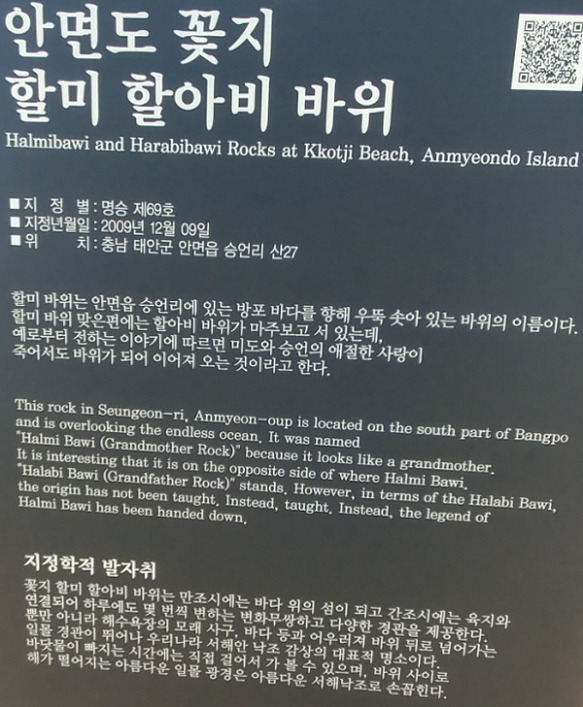 안면도 꽃지
할미 할아비 바위
Halmibawi and Harabibawi Rocks at Kkotji Beach, Anmyeondo Island
■ 지 정 별 : 명승 제69호
■ 지정년월일 : 2009년 12월 09일
■ 위 치 : 충남 태안군 안면읍 승언리 산27
할미 바위는 안면읍 승언리에 있는 방포 바다를 향해 우뚝 솟아 있는 바위의 이름이다.
할미 바위 맞은편에는 할아비 바위가 마주보고 서 있는데,
예로부터 전하는 이야기에 따르면 미도와 승언의 애절한 사랑이
죽어서도 바위가 되어 이어져 오는 것이라고 한다.
This rock in Seungeon-ri, Anmyeon-oup is located on the south part of Bangpo
and is overlooking the endless ocean. It was named
"Halmi Bawi (Grandmother Rock)" because it looks like a grandmother.
It is interesting that it is on the opposite side of where Halmi Bawi,
"Halabi Bawi (Grandfather Rock)" stands. However, in terms of the Halabi Bawi,
the origin has not been taught. Instead, taught. Instead, the legend of
Halmi Bawi has been handed down.
지정학적 발자취
꽃지 할미 할아비 바위는 만조시에는 바다 위의 섬이 되고 간조시에는 육지와
연결되어 하루에도 몇 번씩 변하는 변화무쌍하고 다양한 경관을 제공한다.
뿐만 아니라 해수욕장의 모래 사구, 바다 등과 어우러져 바위 뒤로 넘어가는
일몰 경관이 뛰어나 우리나라 서해안 낙조 감상의 대표적 명소이다.
바닷물이 빠지는 시간에는 직접 걸어서 가 볼 수 있으며, 바위 사이로
해가 떨어지는 아름다운 일몰 광경은 아름다운 서해낙조로 손꼽힌다.